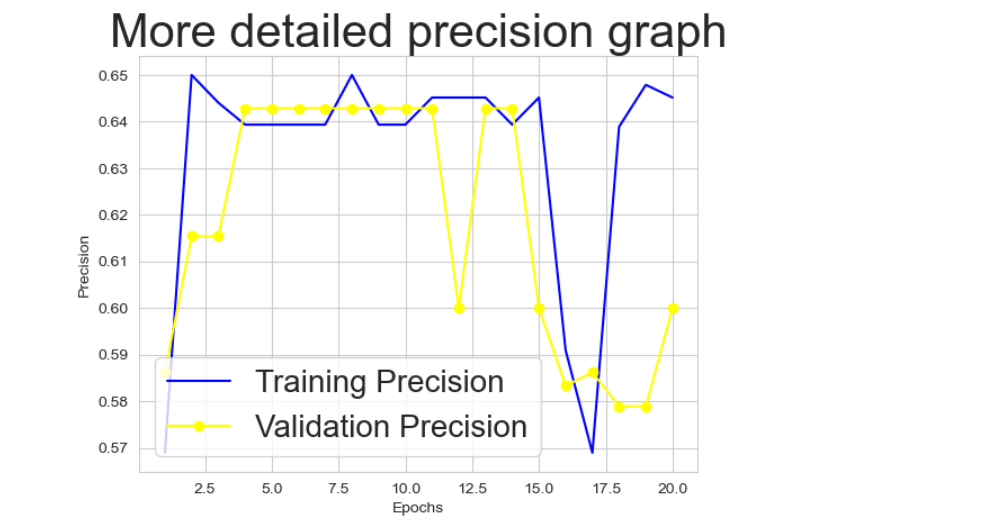 More detailed precision graph
0.65
0.64
0.63
0.62
0.61
0.60
0.59
0.58
0.57
Precision
Training Precision
Validation Precision
2.5 5.0 7.5 10.0 12.5 15.0 17.5 20.0
Epochs